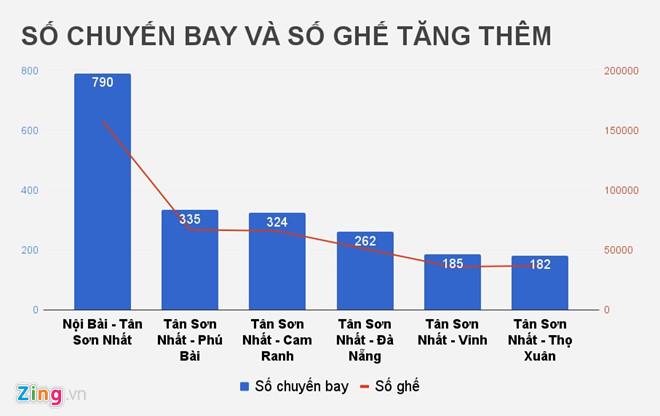 SỐ CHUYẾN BAY VÀ SỐ GHẾ TĂNG THÊM
800
600
400
200
0
200000
150000
100000
50000
0
790
335
324
262
185
182
Nội Bài - Tân
Sơn Nhất
Tân Sơn
Nhất - Phú
Bài
Tân Sơn
Nhất - Cam
Ranh
Tân Sơn
Nhất - Đà
Nẵng
Tân Sơn
Nhất - Vinh
Tân Sơn
Nhất - Thọ
Xuân
Số chuyến bay
Số ghế
Zing.vn